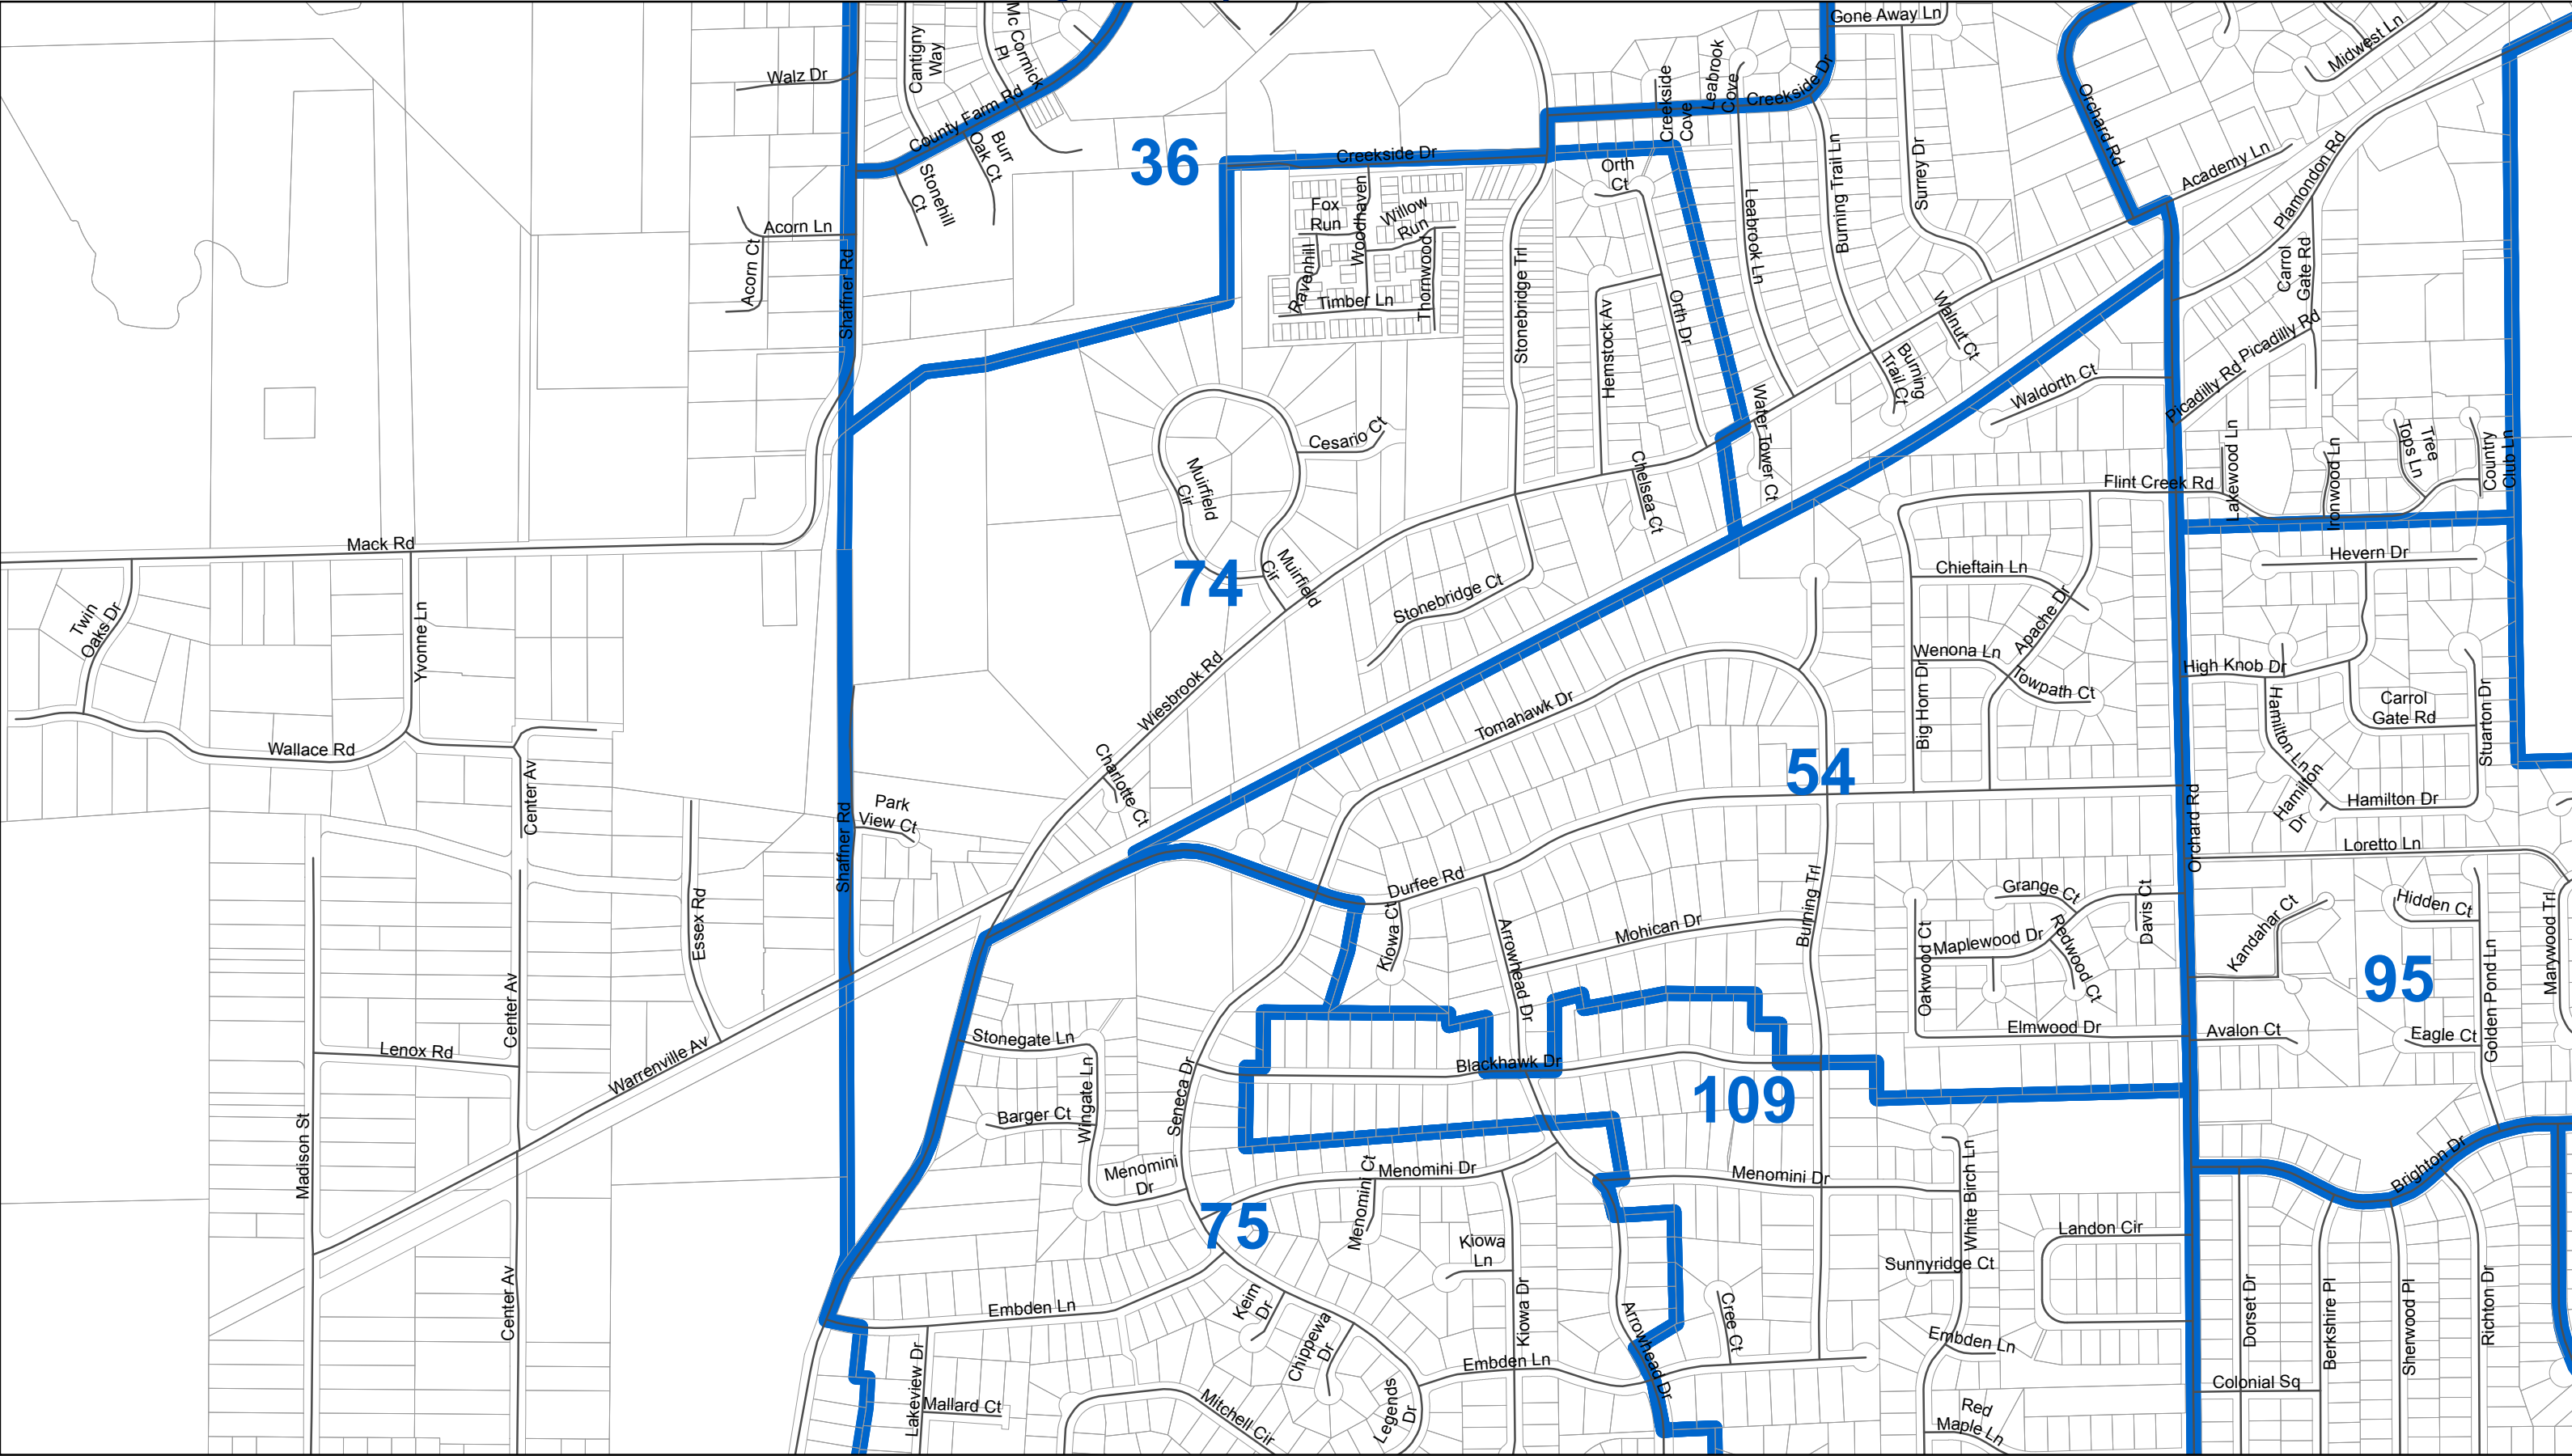 Walz Dr
Cantigny
Way
Mc Cormick
Pl
County Farm Rd
Burr
Oak Ct
Stonehill
Ct
36
Creekside Dr
Creekside
Cove
Leabrook
Cove
Creekside Dr
Gone Away Ln
Surrey Dr
Burning Trail Ln
Leabrook Ln
Orchard Rd
Midwest Ln
Academy Ln
Plamondon Rd
Carrol
Gate Rd
Picadilly Rd
Picadilly Rd
Acorn Ln
Acorn Ct
Shaffner Rd
Fox
Run
Woodhaven
Willow
Run
Ravenhill
Timber Ln
Thornwood
Stonebridge Trl
Orth
Ct
Orth Dr
Hemstock Av
Walnut Ct
Burning
Trail Ct
Waldorth Ct
Water Tower Ct
Chelsea Ct
Cesario Ct
Muirfield
Cir
Muirfield
Cir
74
Stonebridge Ct
Wiesbrook Rd
Charlotte Ct
Lakewood Ln
Ironwood Ln
Tree
Tops Ln
Country
Club Ln
Flint Creek Rd
Hevern Dr
Mack Rd
Twin
Oaks Dr
Yvonne Ln
Wallace Rd
Center Av
Essex Rd
Shaffner Rd
Park
View Ct
Chieftain Ln
Apache Dr
Wenona Ln
Towpath Ct
Big Horn Dr
Tomahawk Dr
54
High Knob Dr
Hamilton Ln
Hamilton
Dr
Hamilton Dr
Carrol
Gate Rd
Stuarton Dr
Orchard Rd
Loretto Ln
Durfee Rd
Kiowa Ct
Arrowhead Dr
Mohican Dr
Burning Trl
Oakwood Ct
Grange Ct
Maplewood Dr
Redwood Ct
Davis Ct
Elmwood Dr
Kandahar Ct
Hidden Ct
Golden Pond Ln
Marywood Trl
95
Avalon Ct
Eagle Ct
Center Av
Lenox Rd
Warrenville Av
Madison St
Center Av
Stonegate Ln
Wingate Ln
Barger Ct
Menomini
Dr
Seneca Dr
Blackhawk Dr
109
Menomini Dr
Menomini Ct
Menomini Dr
75
Kiowa
Ln
Kiowa Dr
White Birch Ln
Sunnyridge Ct
Landon Cir
Brighton Dr
Dorset Dr
Berkshire Pl
Sherwood Pl
Richton Dr
Embden Ln
Keim
Dr
Chippewa
Dr
Legends
Dr
Embden Ln
Arrowhead Dr
Cree Ct
Embden Ln
Red
Maple Ln
Colonial Sq
Lakeview Dr
Mallard Ct
Mitchell Cir